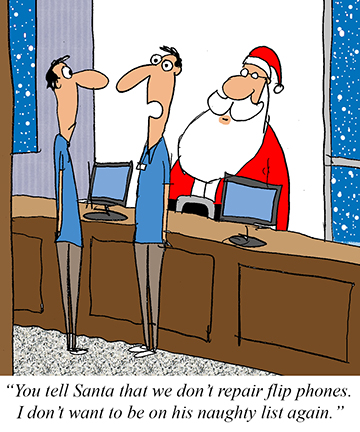 “You tell Santa that we don’t repair flip phones.
I don’t want to be on his naughty list again.”